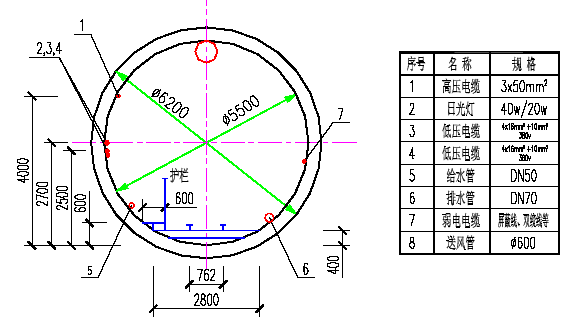 1
2,3,4
ø6200
ø5500
7
护栏
600
4000
2700
2500
600
5
6
400
762
2800
序号 名 称 规 格
1 高压电缆 3x50mm²
2 日光灯 40w/20w
3 低压电缆 4x16mm²+10mm² 380v
4 低压电缆 4x16mm²+10mm² 380v
5 给水管 DN50
6 排水管 DN70
7 弱电电缆 屏蔽线、双绞线等
8 送风管 ø600